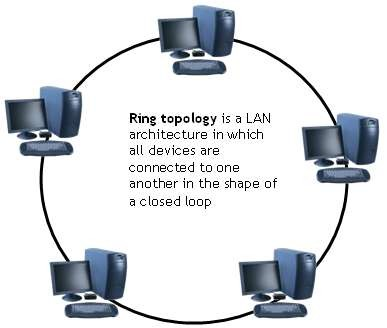 Ring topology is a LAN
architecture in which
all devices are
connected to one
another in the shape of
a closed loop